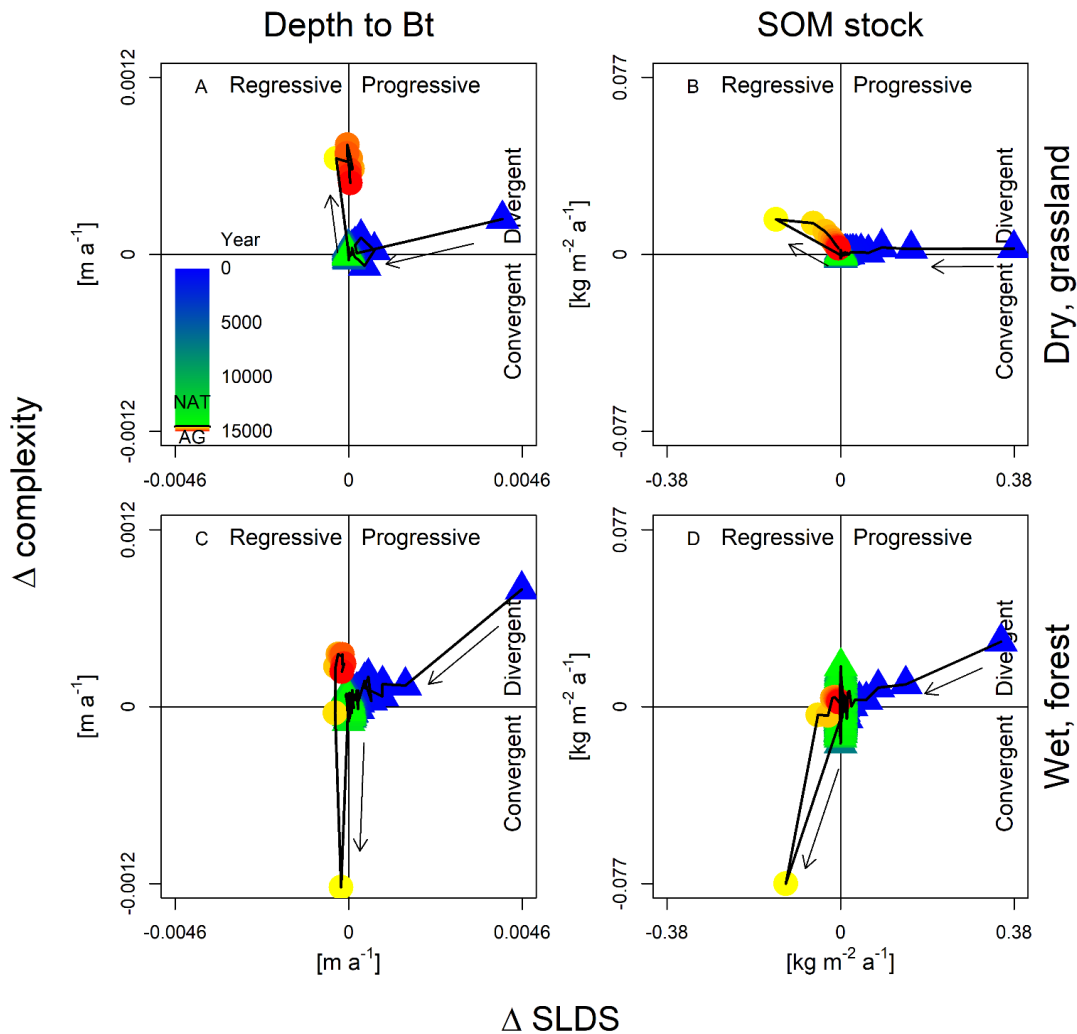 Depth to Bt
SOM stock
A Regressive Progressive
B Regressive Progressive
0.0012
0
-0.0012
[m a-1]
Year
0
5000
10000
15000
NAT
AG
Divergent
Convergent
-0.0046 0 0.0046
0.077
0
-0.077
[kg m-2 a-1]
Divergent
Convergent
-0.38 0 0.38
Dry, grassland
Δ complexity
C Regressive Progressive
D Regressive Progressive
0.0012
0
-0.0012
[m a-1]
Divergent
Convergent
-0.0046 0 0.0046
[m a-1]
0.077
0
-0.077
[kg m-2 a-1]
Divergent
Convergent
-0.38 0 0.38
[kg m-2 a-1]
Wet, forest
Δ SLDS